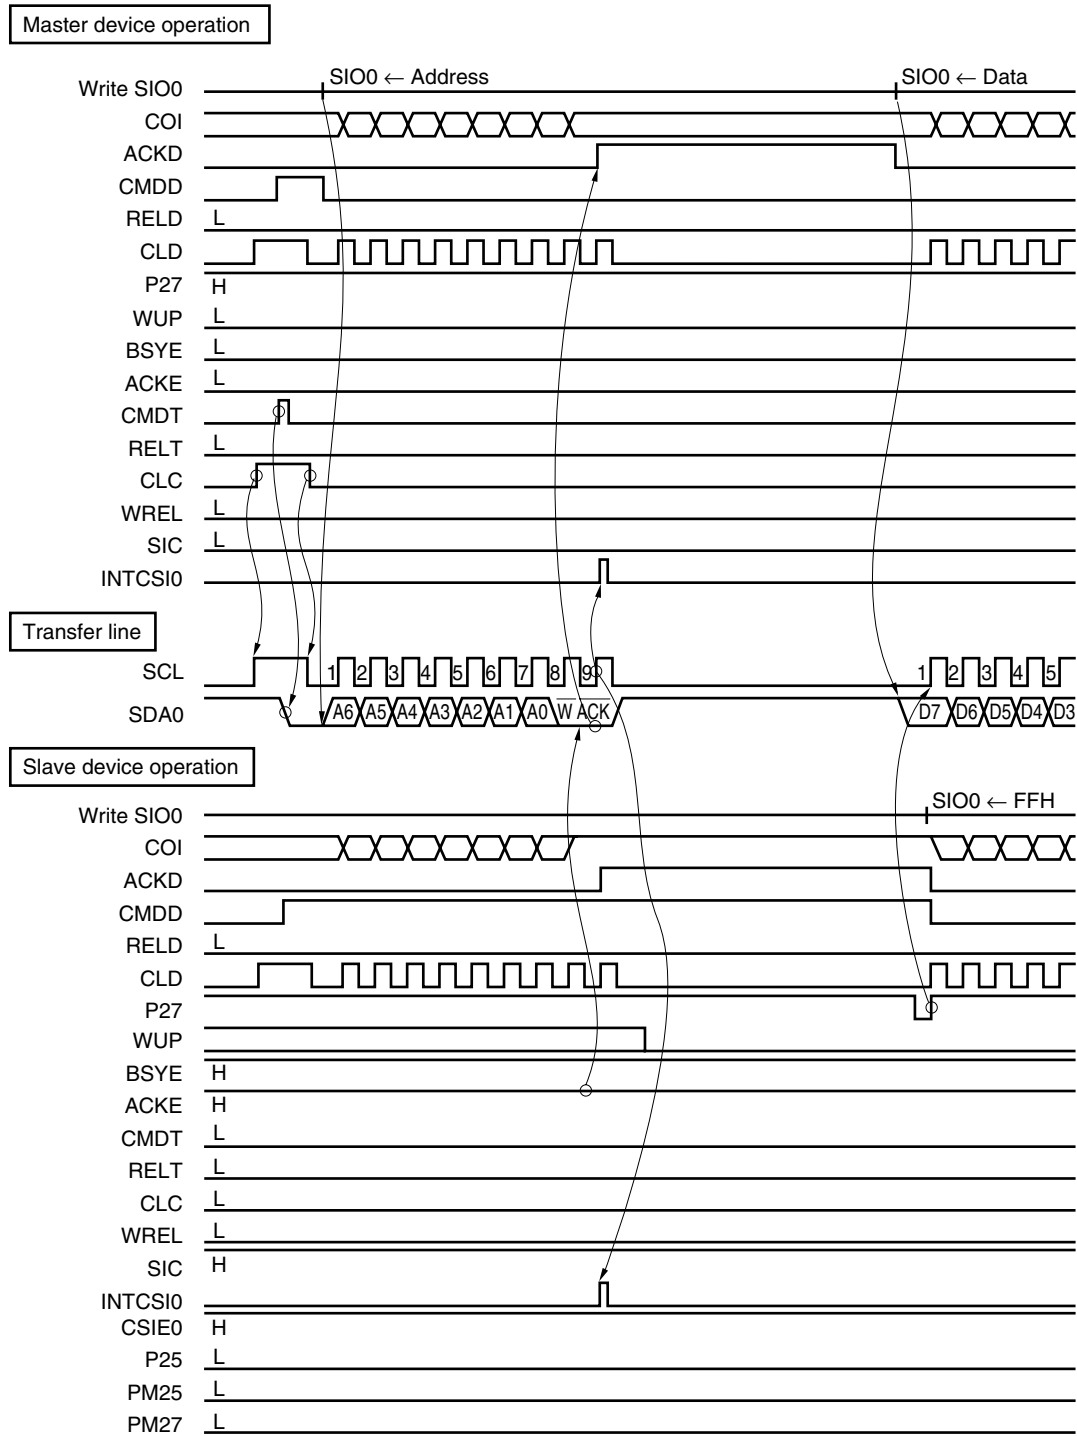 Master device operation
SIO0 ← Address
SIO0 ← Data
Write SIO0
COI
ACKD
CMDD
RELD L
CLD
P27 H
WUP L
BSYE L
ACKE L
CMDT
RELT L
CLC
WREL L
SIC L
INTCSI0
Transfer line
SCL 1 2 3 4 5 6 7 8 9 1 2 3 4 5
SDA0 A6 A5 A4 A3 A2 A1 A0 W ACK D7 D6 D5 D4 D3
Slave device operation
SIO0 ← FFH
Write SIO0
COI
ACKD
CMDD
RELD L
CLD
P27
WUP
BSYE H
ACKE H
CMDT L
RELT L
CLC L
WREL L
SIC H
INTCSI0
CSIE0 H
P25 L
PM25 L
PM27 L